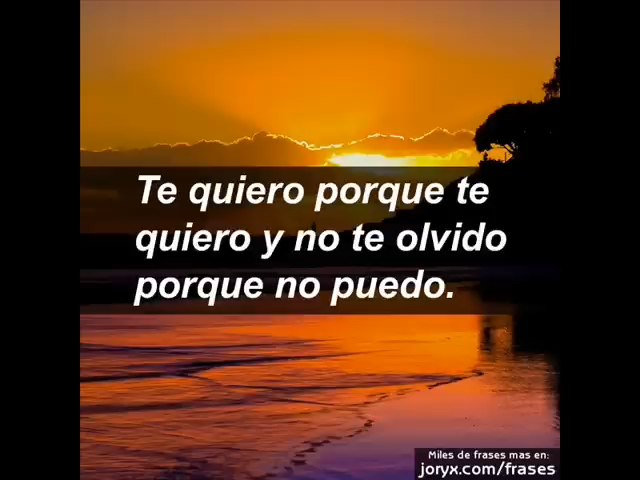 Te quiero porque te
quiero y no te olvido
porque no puedo.
Miles de frases mas en:
joryx.com/frases